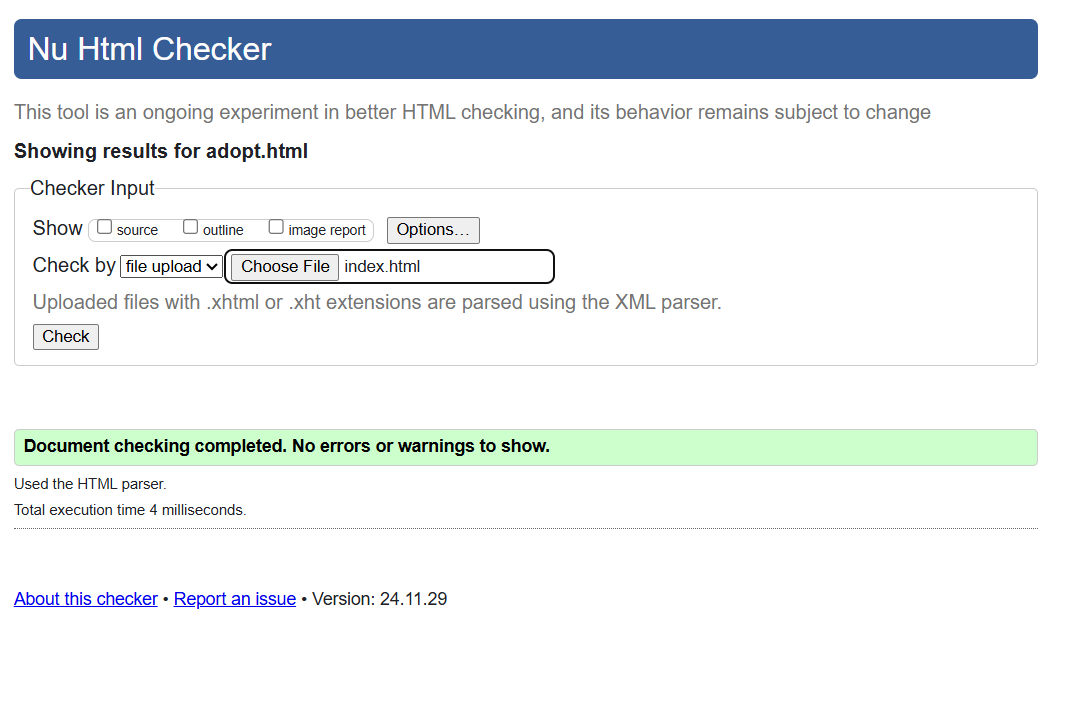 Nu Html Checker
This tool is an ongoing experiment in better HTML checking, and its behavior remains subject to change
Showing results for adopt.html
Checker Input
Show source outline image report Options…
Check by file upload Choose File index.html
Uploaded files with .xhtml or .xht extensions are parsed using the XML parser.
Check
Document checking completed. No errors or warnings to show.
Used the HTML parser.
Total execution time 4 milliseconds.
About this checker • Report an issue • Version: 24.11.29